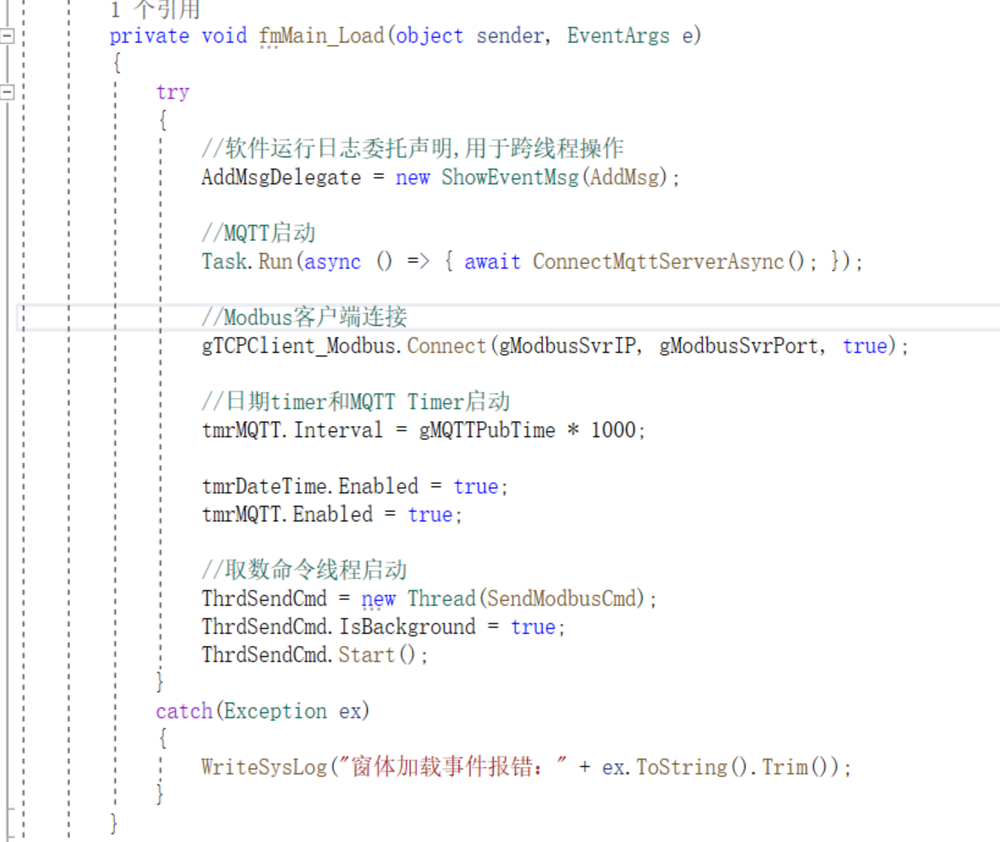 1 个引用
private void fmMain_Load(object sender, EventArgs e)
{
try
{
//软件运行日志委托声明,用于跨线程操作
AddMsgDelegate = new ShowEventMsg(AddMsg);
//MQTT启动
Task.Run(async () => { await ConnectMqttServerAsync(); });
//Modbus客户端连接
gTCPClient_Modbus.Connect(gModbusSvrIP, gModbusSvrPort, true);
//日期timer和MQTT Timer启动
tmrMQTT.Interval = gMQTTPubTime * 1000;
tmrDateTime.Enabled = true;
tmrMQTT.Enabled = true;
//取数命令线程启动
ThrdSendCmd = new Thread(SendModbusCmd);
ThrdSendCmd.IsBackground = true;
ThrdSendCmd.Start();
}
catch(Exception ex)
{
WriteSysLog("窗体加载事件报错：" + ex.ToString().Trim());
}
}